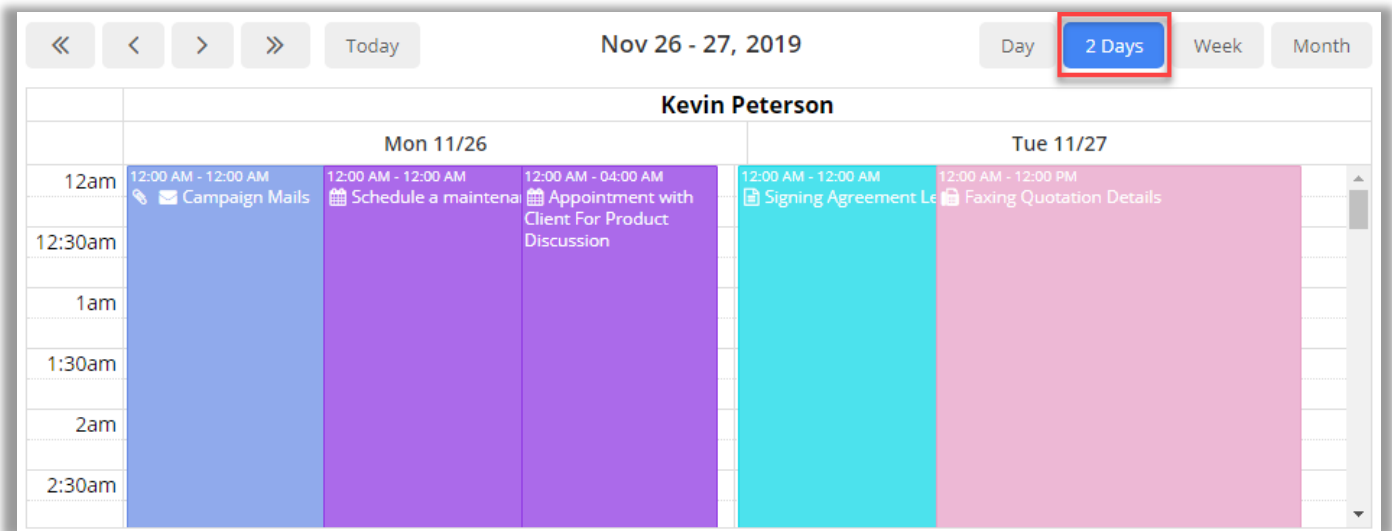 Today
Nov 26 - 27, 2019
Day
2 Days
Week
Month
Kevin Peterson
Mon 11/26
Tue 11/27
12am
12:00 AM - 12:00 AM
Campaign Mails
12:00 AM - 12:00 AM
Schedule a maintena
12:00 AM - 04:00 AM
Appointment with
Client For Product
Discussion
12:00 AM - 12:00 AM
Signing Agreement Le
12:00 AM - 12:00 PM
Faxing Quotation Details
12:30am
1am
1:30am
2am
2:30am